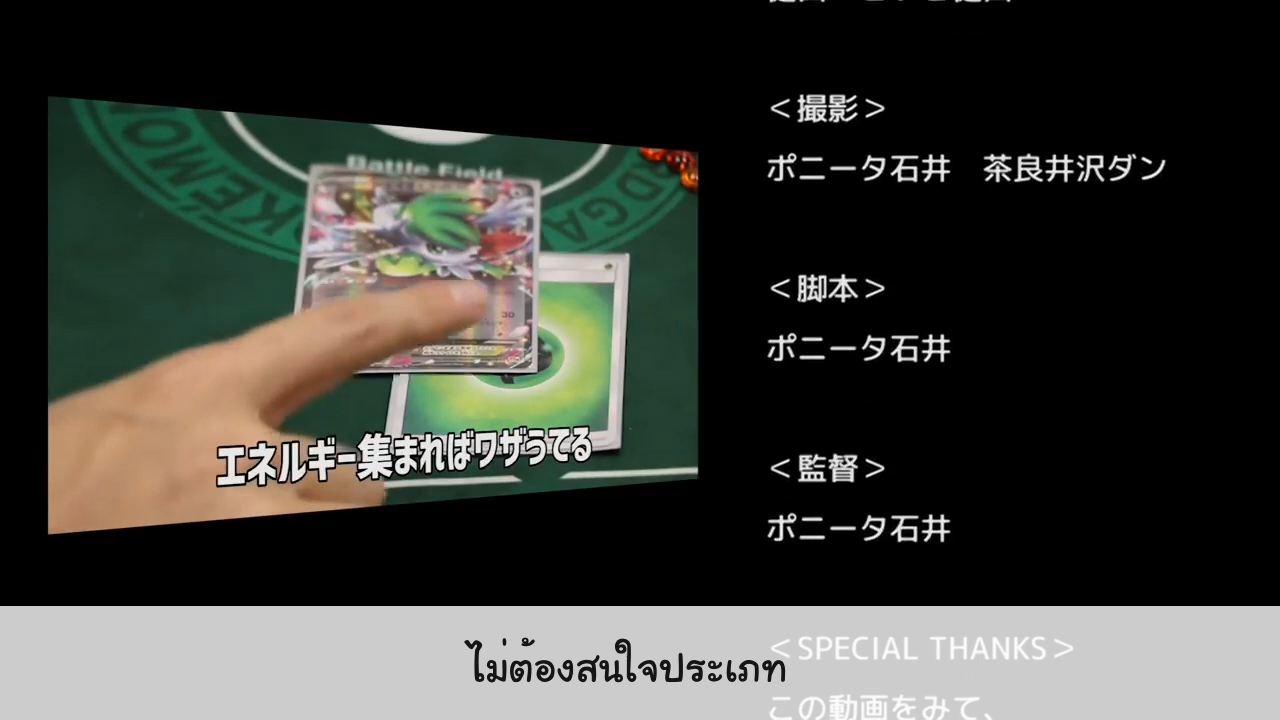 <撮影>
ポニータ石井　茶良井沢ダン
<脚本>
ポニータ石井
<監督>
ポニータ石井
<SPECIAL THANKS>
この動画をみて、
Battle Field
30
エネルギー集まればワザうてる
ไม่ต้องสนใจประเภท